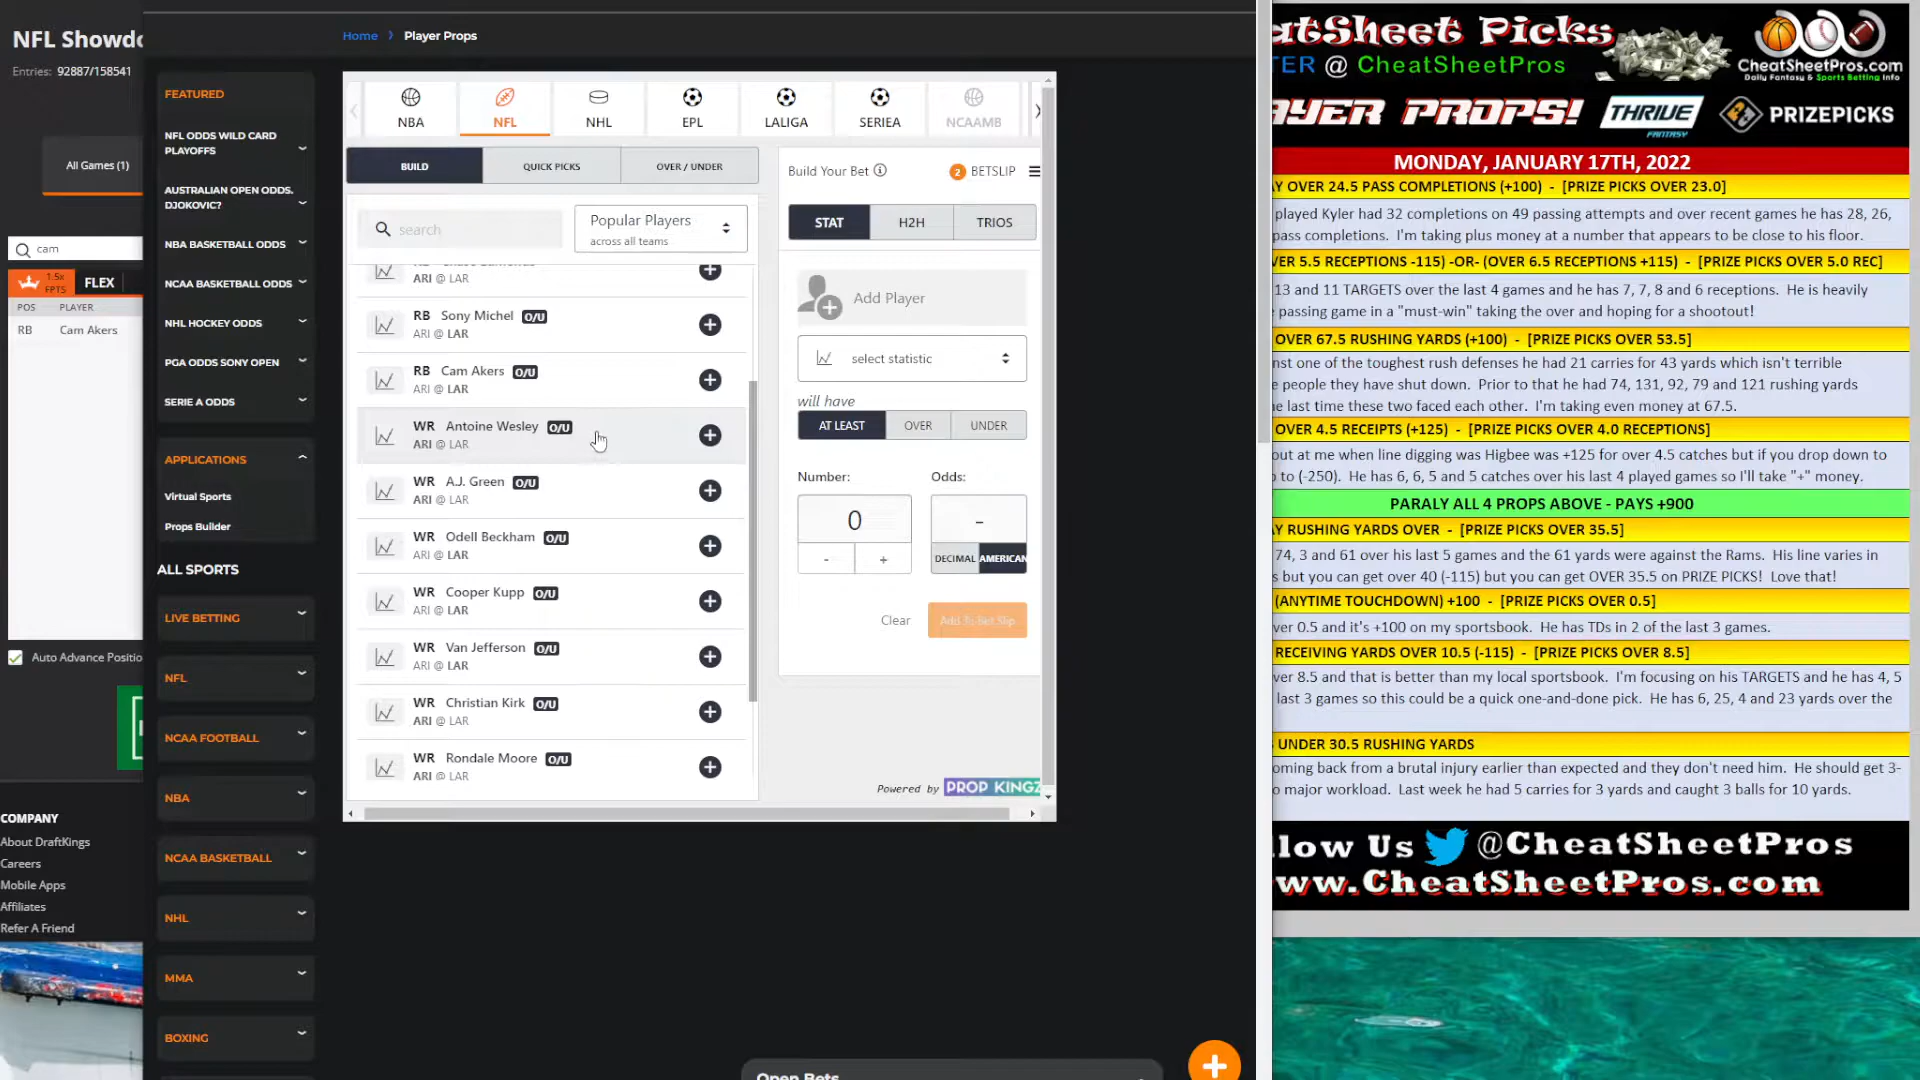 NFL Showdo
Entries: 92887/158541
All Games (1)
cam
1.5x
FPTS
FLEX
POS PLAYER
RB Cam Akers
Auto Advance Positio
COMPANY
About DraftKings
Careers
Mobile Apps
Affiliates
Refer A Friend
FEATURED
NFL ODDS WILD CARD
PLAYOFFS
AUSTRALIAN OPEN ODDS.
DJOKOVIC?
NBA BASKETBALL ODDS
NCAA BASKETBALL ODDS
NHL HOCKEY ODDS
PGA ODDS SONY OPEN
SERIE A ODDS
APPLICATIONS
Virtual Sports
Props Builder
ALL SPORTS
LIVE BETTING
NFL
NCAA FOOTBALL
NBA
NCAA BASKETBALL
NHL
MMA
BOXING
Home > Player Props
NBA NFL NHL EPL LALIGA SERIEA NCAAMB
BUILD QUICK PICKS OVER / UNDER
search
Popular Players
across all teams
ARI @ LAR
RB Sony Michel O/U
ARI @ LAR
RB Cam Akers O/U
ARI @ LAR
WR Antoine Wesley O/U
ARI @ LAR
WR A.J. Green O/U
ARI @ LAR
WR Odell Beckham O/U
ARI @ LAR
WR Cooper Kupp O/U
ARI @ LAR
WR Van Jefferson O/U
ARI @ LAR
WR Christian Kirk O/U
ARI @ LAR
WR Rondale Moore O/U
ARI @ LAR
Build Your Bet
2 BETSLIP
STAT H2H TRIOS
Add Player
select statistic
will have
AT LEAST OVER UNDER
Number: Odds:
0 -
- +
DECIMAL AMERICAN
Clear Add To Bet Slip
Powered by PROP KINGZ
Open Bets
atSheet Picks
TER @ CheatSheetPros
CheatSheetPros.com
Daily Fantasy & Sports Betting Info
AYER PROPS! THRIVE FANTASY PRIZEPICKS
MONDAY, JANUARY 17TH, 2022
Y OVER 24.5 PASS COMPLETIONS (+100) - [PRIZE PICKS OVER 23.0]
played Kyler had 32 completions on 49 passing attempts and over recent games he has 28, 26,
pass completions. I'm taking plus money at a number that appears to be close to his floor.
VER 5.5 RECEPTIONS -115) -OR- (OVER 6.5 RECEPTIONS +115) - [PRIZE PICKS OVER 5.0 REC]
13 and 11 TARGETS over the last 4 games and he has 7, 7, 8 and 6 receptions. He is heavily
passing game in a "must-win" taking the over and hoping for a shootout!
OVER 67.5 RUSHING YARDS (+100) - [PRIZE PICKS OVER 53.5]
nst one of the toughest rush defenses he had 21 carries for 43 yards which isn't terrible
e people they have shut down. Prior to that he had 74, 131, 92, 79 and 121 rushing yards
e last time these two faced each other. I'm taking even money at 67.5.
OVER 4.5 RECEIPTS (+125) - [PRIZE PICKS OVER 4.0 RECEPTIONS]
out at me when line digging was Higbee was +125 for over 4.5 catches but if you drop down to
to (-250). He has 6, 6, 5 and 5 catches over his last 4 played games so I'll take "+" money.
PARALY ALL 4 PROPS ABOVE - PAYS +900
Y RUSHING YARDS OVER - [PRIZE PICKS OVER 35.5]
74, 3 and 61 over his last 5 games and the 61 yards were against the Rams. His line varies in
s but you can get over 40 (-115) but you can get OVER 35.5 on PRIZE PICKS! Love that!
(ANYTIME TOUCHDOWN) +100 - [PRIZE PICKS OVER 0.5]
ver 0.5 and it's +100 on my sportsbook. He has TDs in 2 of the last 3 games.
RECEIVING YARDS OVER 10.5 (-115) - [PRIZE PICKS OVER 8.5]
ver 8.5 and that is better than my local sportsbook. I'm focusing on his TARGETS and he has 4, 5
last 3 games so this could be a quick one-and-done pick. He has 6, 25, 4 and 23 yards over the
UNDER 30.5 RUSHING YARDS
oming back from a brutal injury earlier than expected and they don't need him. He should get 3-
o major workload. Last week he had 5 carries for 3 yards and caught 3 balls for 10 yards.
llow Us @CheatSheetPros
ww.CheatSheetPros.com